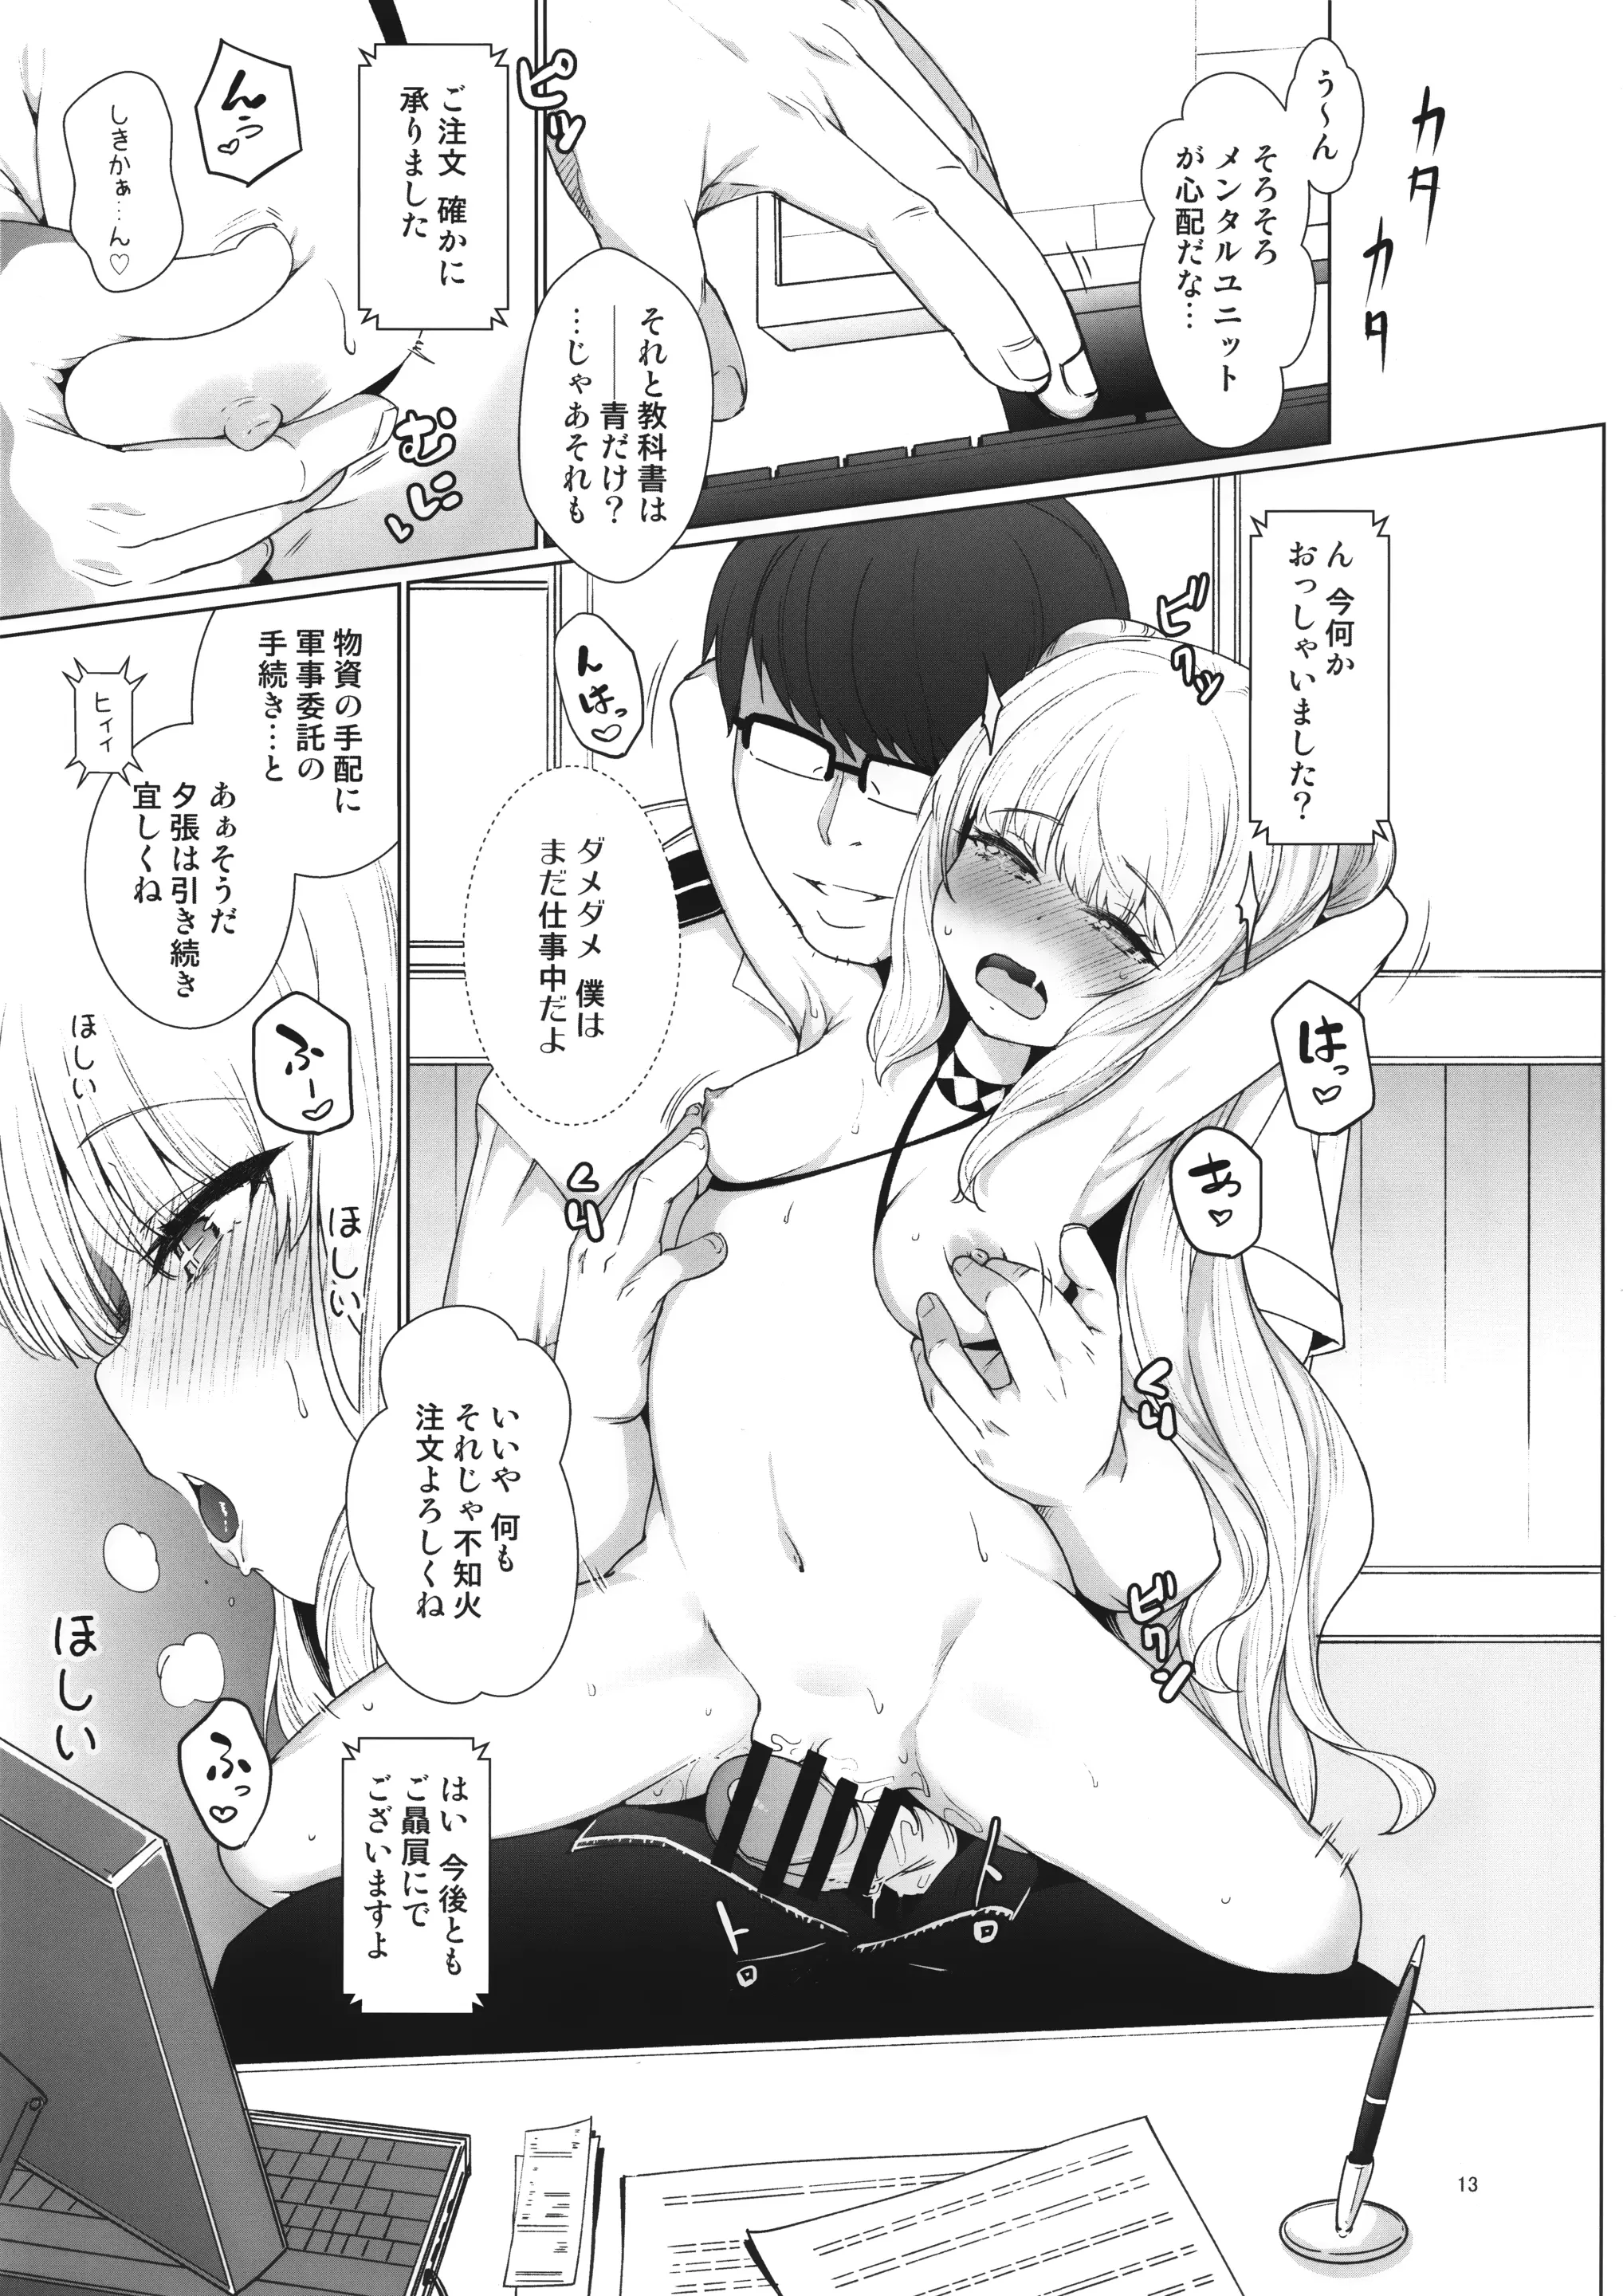 カタ
カタ
う〜ん
そろそろ
メンタルユニット
が心配だな…
それと教科書は
――青だけ?
…じゃあそれも
ピピッ
ご注文 確かに
承りました
んっ♡
しきかぁ…ん♡
むに
ん 今何か
おっしゃいました?
ビクッ
んはっ♡
ダメダメ 僕は
まだ仕事中だよ
はっ♡
あ♡
くり
くり
ビクン
いいや 何も
それじゃ不知火
注文よろしくね
はい 今後とも
ご贔屓にで
ございますよ
トロ
トロ
物資の手配に
軍事委託の
手続き…と
あぁそうだ
夕張は引き続き
宜しくね
ヒィィ
ふー♡
ほしい
ほしい
ほしい
ふっ♡
13